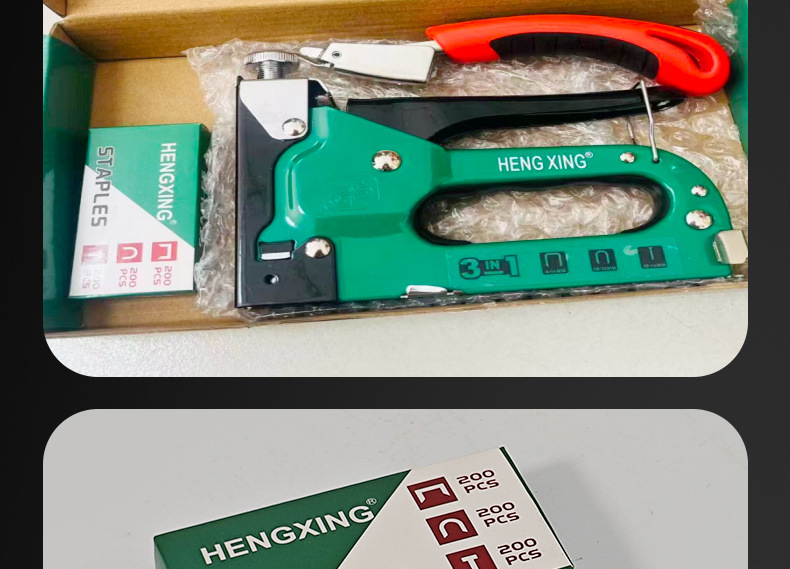 HENGXING®
STAPLES
200
PCS
200
PCS
200
PCS
HENG XING®
3 IN 1
HENGXING®
200
PCS
200
PCS
200
PCS